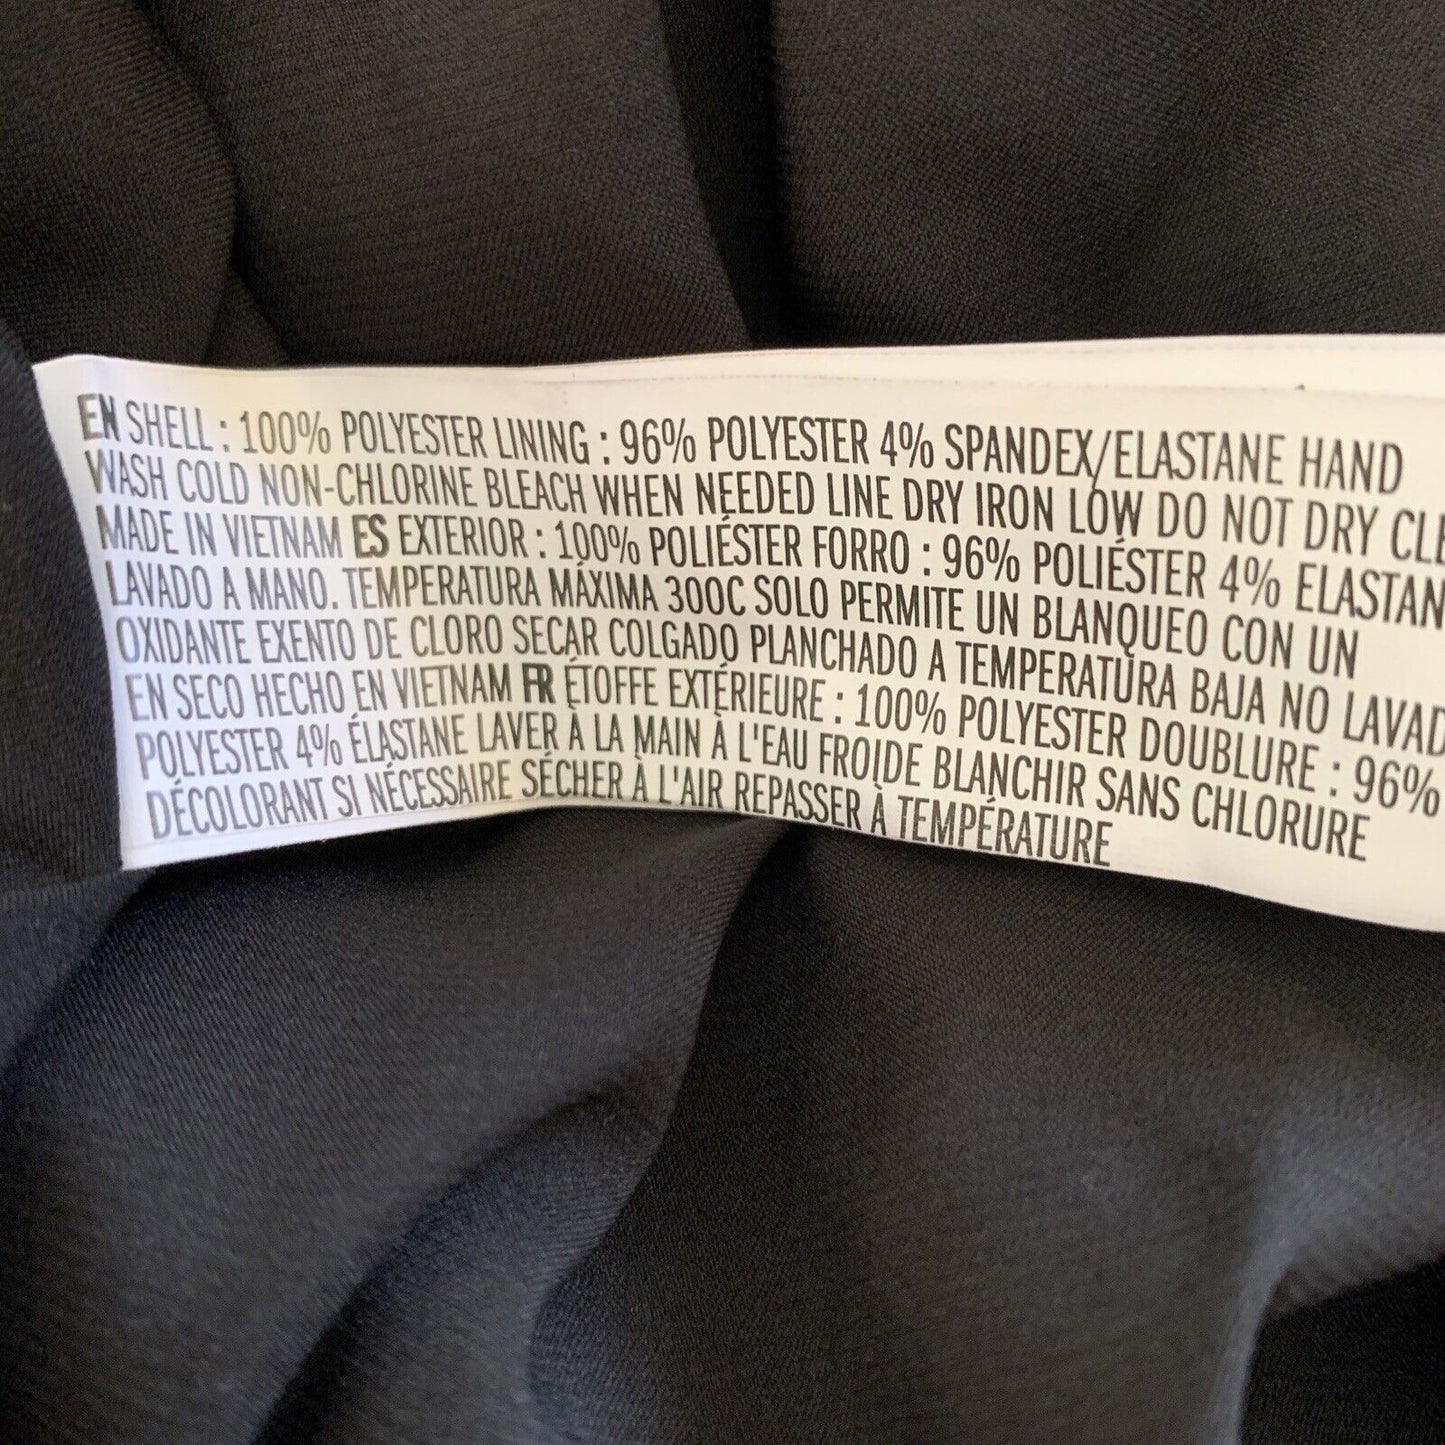 EN SHELL : 100% POLYESTER LINING : 96% POLYESTER 4% SPANDEX/ELASTANE HAND
WASH COLD NON-CHLORINE BLEACH WHEN NEEDED LINE DRY IRON LOW DO NOT DRY CLE
MADE IN VIETNAM ES EXTERIOR : 100% POLIÉSTER FORRO : 96% POLIÉSTER 4% ELASTAN
LAVADO A MANO. TEMPERATURA MÁXIMA 300C SOLO PERMITE UN BLANQUEO CON UN
OXIDANTE EXENTO DE CLORO SECAR COLGADO PLANCHADO A TEMPERATURA BAJA NO LAVAD
EN SECO HECHO EN VIETNAM FR ÉTOFFE EXTÉRIEURE : 100% POLYESTER DOUBLURE : 96%
POLYESTER 4% ÉLASTANE LAVER À LA MAIN À L'EAU FROIDE BLANCHIR SANS CHLORURE
DÉCOLORANT SI NÉCESSAIRE SÉCHER À L'AIR REPASSER À TEMPÉRATURE